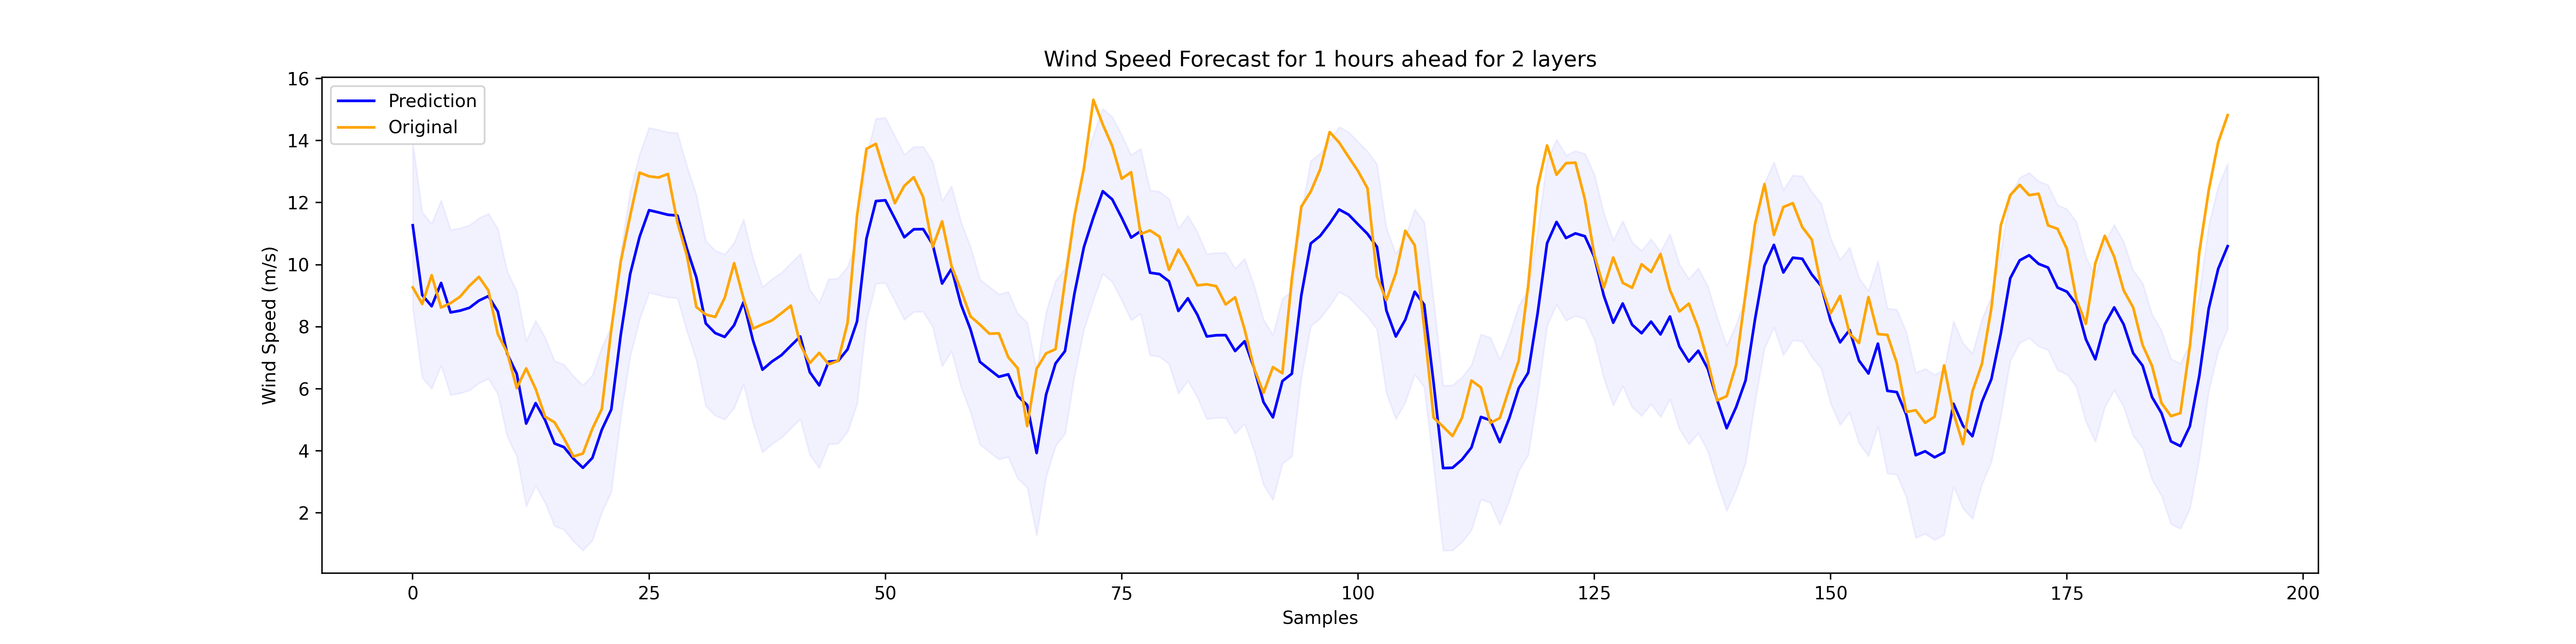 Wind Speed Forecast for 1 hours ahead for 2 layers
16
14
12
10
8
6
4
2
Wind Speed (m/s)
Prediction
Original
0 25 50 75 100 125 150 175 200
Samples